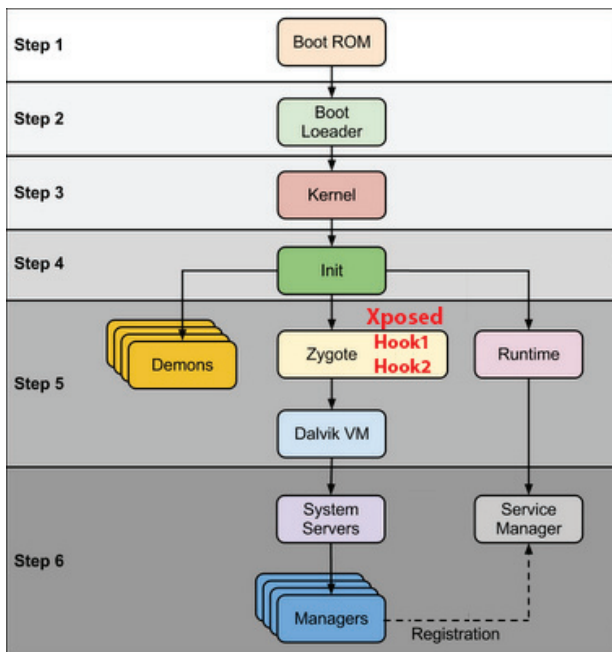 Step 1
Boot ROM
Step 2
Boot
Loeader
Step 3
Kernel
Step 4
Init
Xposed
Hook1
Hook2
Step 5
Demons
Zygote
Runtime
Dalvik VM
Step 6
System
Servers
Service
Manager
Managers
Registration